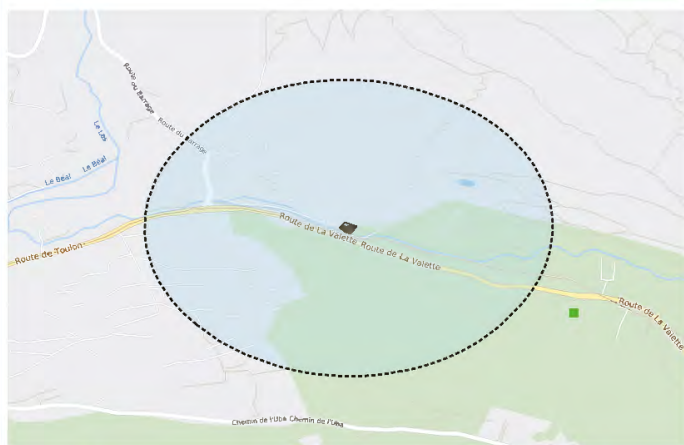 Route du Barrage
Route du Barrage
Le Las
Le Béal
Le Béal
Route de La Valette Route de La Valette
Route de Toulon
Route de La Valette
Chemin de l'Uba Chemin de l'Uba